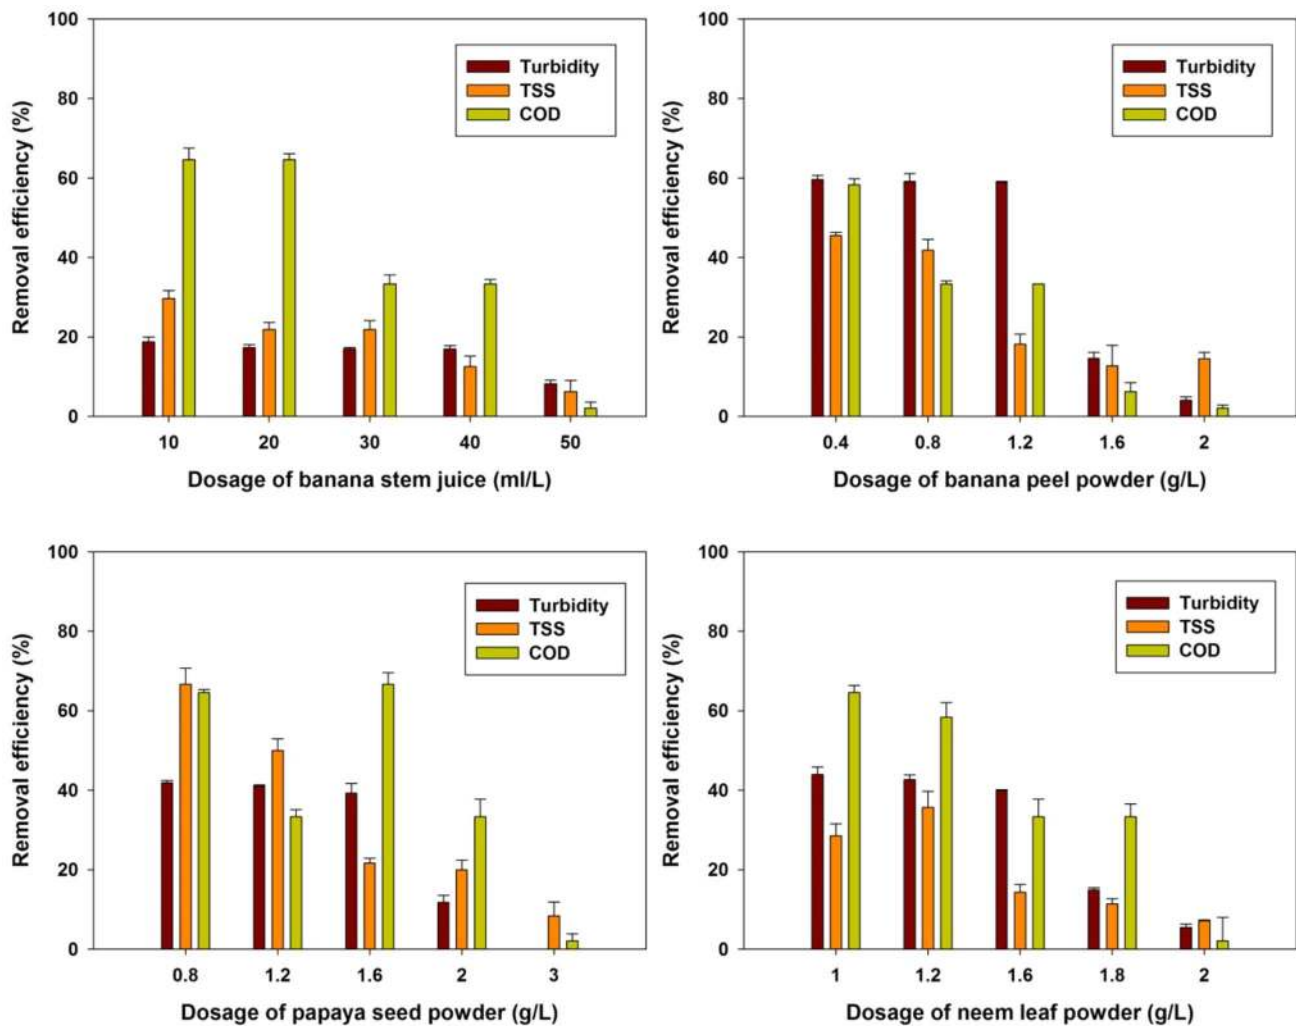 Removal efficiency (%)
100
80
60
40
20
0
Turbidity
TSS
COD
10 20 30 40 50
Dosage of banana stem juice (ml/L)
Removal efficiency (%)
100
80
60
40
20
0
Turbidity
TSS
COD
0.4 0.8 1.2 1.6 2
Dosage of banana peel powder (g/L)
Removal efficiency (%)
100
80
60
40
20
0
Turbidity
TSS
COD
0.8 1.2 1.6 2 3
Dosage of papaya seed powder (g/L)
Removal efficiency (%)
100
80
60
40
20
0
Turbidity
TSS
COD
1 1.2 1.6 1.8 2
Dosage of neem leaf powder (g/L)